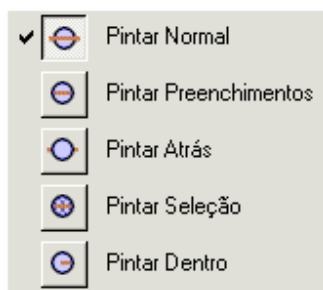 Pintar Normal
Pintar Preenchimentos
Pintar Atrás
Pintar Seleção
Pintar Dentro